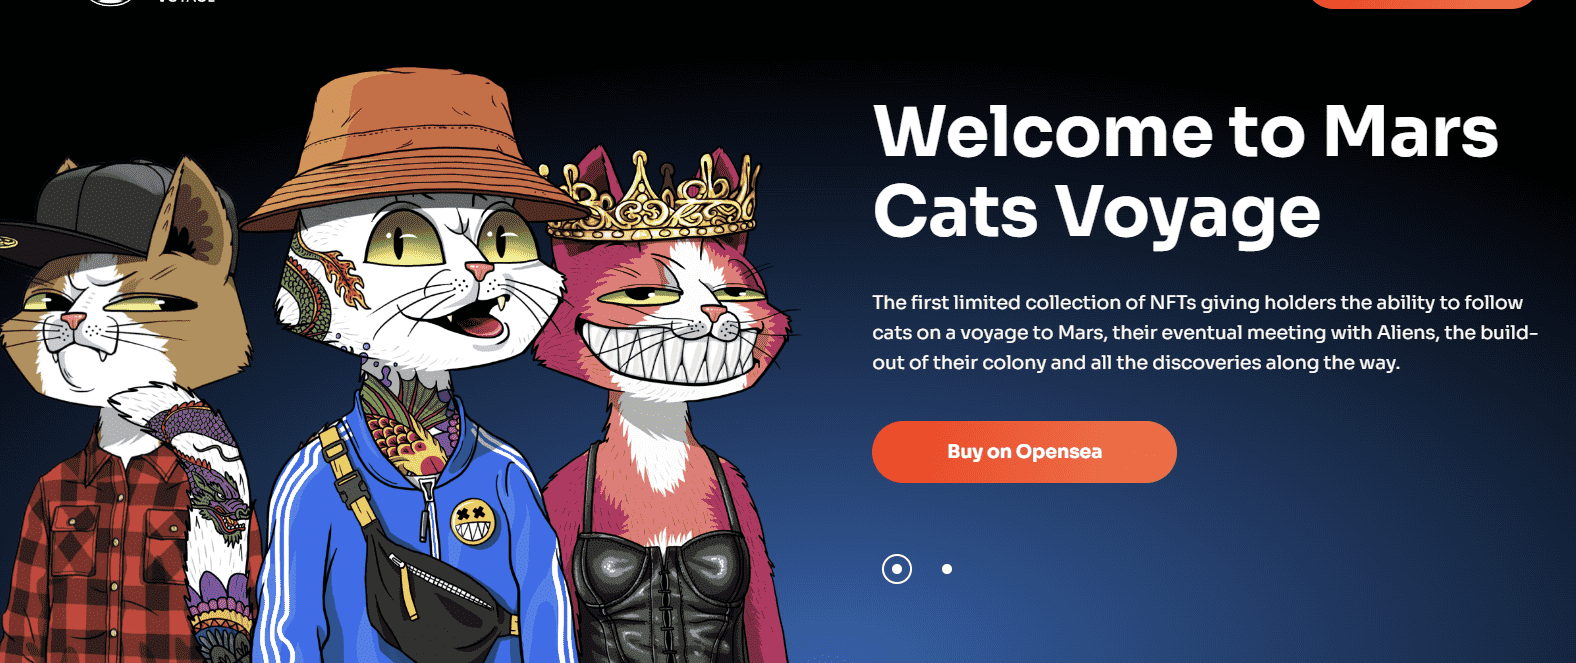 VOYAGE
Welcome to Mars
Cats Voyage
The first limited collection of NFTs giving holders the ability to follow
cats on a voyage to Mars, their eventual meeting with Aliens, the build-
out of their colony and all the discoveries along the way.
Buy on Opensea